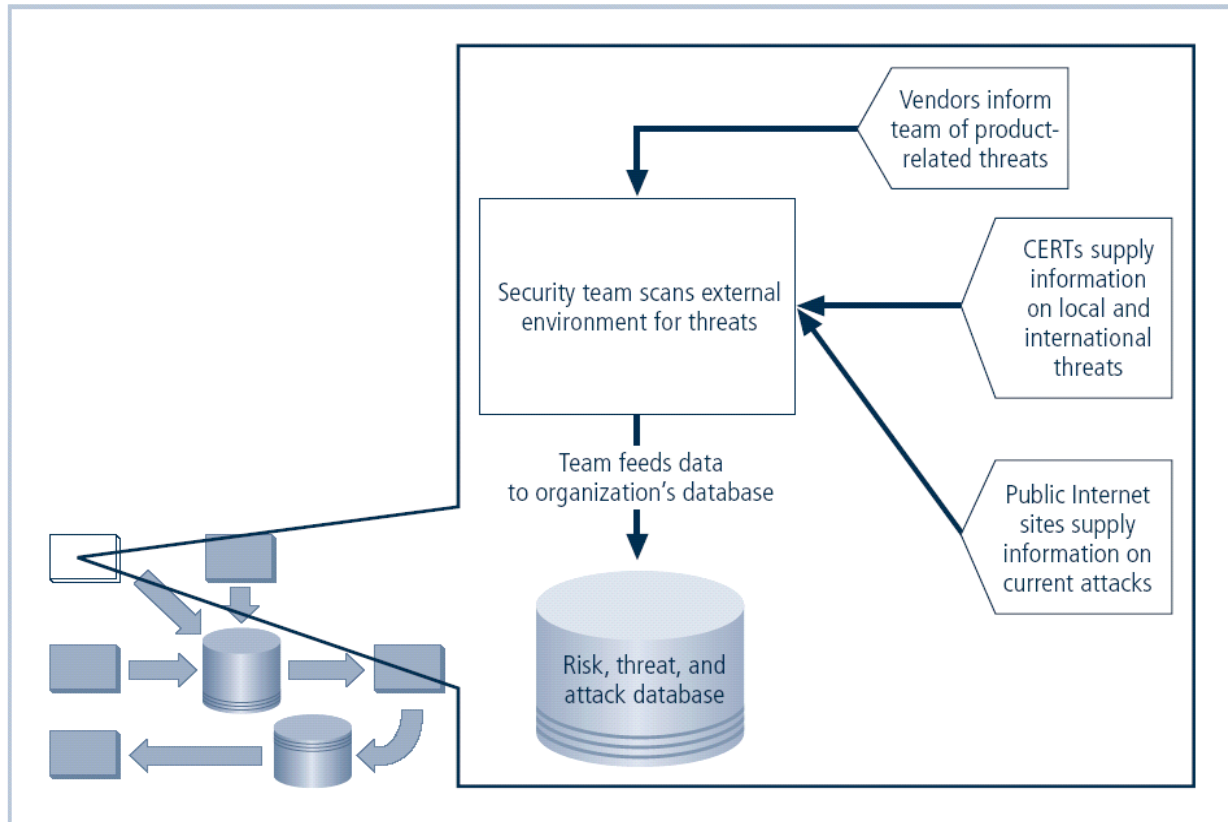 Vendors inform
team of product-
related threats
CERTs supply
information
on local and
international
threats
Security team scans external
environment for threats
Team feeds data
to organization’s database
Public Internet
sites supply
information on
current attacks
Risk, threat, and
attack database